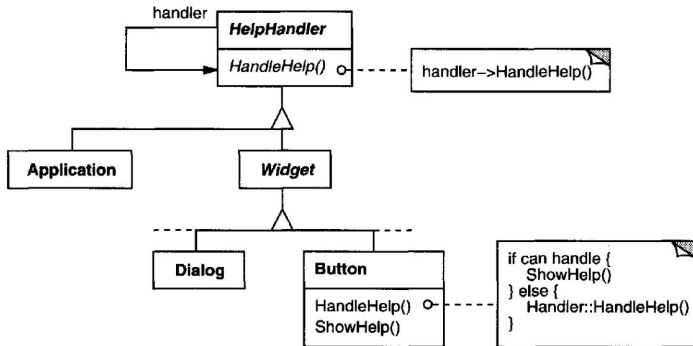 handler
HelpHandler
HandleHelp()
handler->HandleHelp()
Application
Widget
Dialog
Button
HandleHelp()
ShowHelp()
if can handle {
ShowHelp()
} else {
Handler::HandleHelp()
}